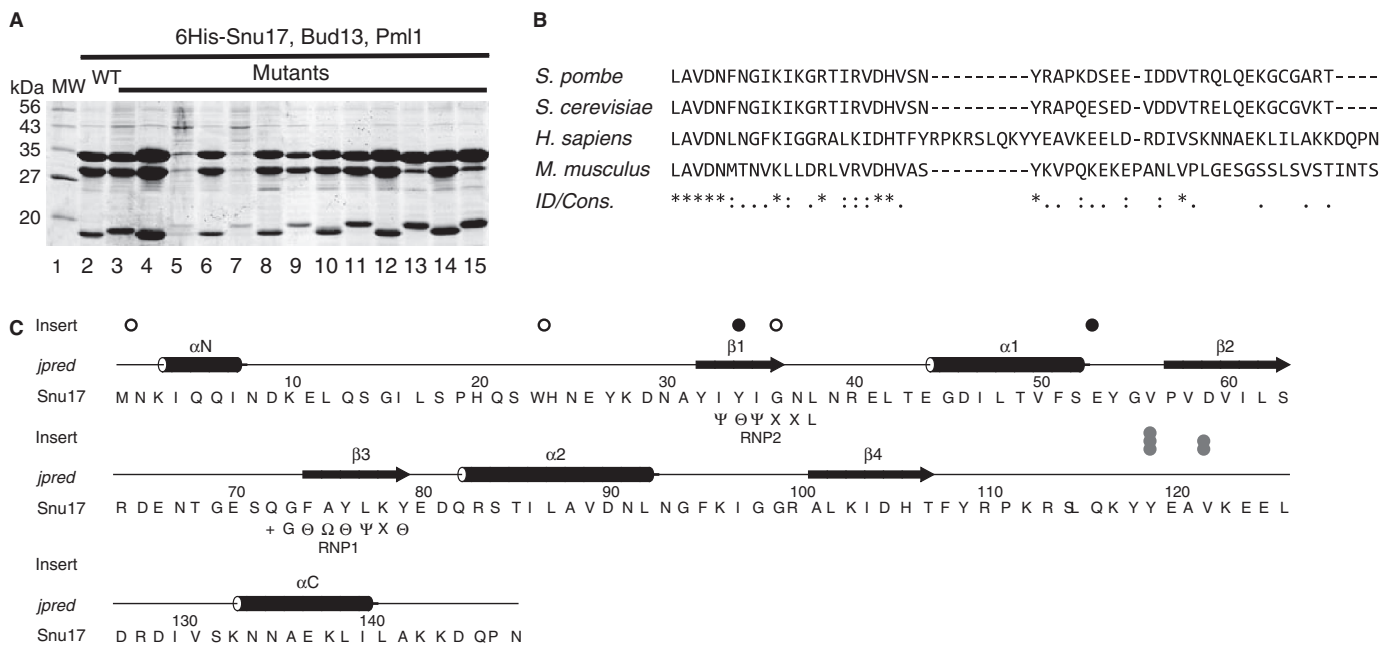 A
6His-Snu17, Bud13, Pml1
kDa MW WT Mutants
56
43
35
27
20
1 2 3 4 5 6 7 8 9 10 11 12 13 14 15
B
S. pombe LAVDNFNGIKIKGRTIRVDHVSN----------YRAPKDSEE-IDDVTRQLQEKGCGART----
S. cerevisiae LAVDNFNGIKIKGRTIRVDHVSN----------YRAPQESED-VDDVTRELQEKGCGVKT----
H. sapiens LAVDNLNGFKIGGRALKIDHTFYRPKRSLQKYYEAVKEELD-RDIVSKNNAEKLILAKKDQPN
M. musculus LAVDNMTNVKLLDRLVRVDHVAS----------YKVPQKEKEPANLVPLGESGSSLSVSTINTS
ID/Cons. *****:...*: .* :::**. *.. :.. : : *. . . .
C
Insert
jpred αN β1 α1 β2
10 20 30 40 50 60
Snu17 M N K I Q Q I N D K E L Q S G I L S P H Q S W H N E Y K D N A Y I Y I G N L N R E L T E G D I L T V F S E Y G V P V D V I L S
Ψ Θ Ψ X X L
RNP2
Insert
jpred β3 α2 β4
70 80 90 100 110 120
Snu17 R D E N T G E S Q G F A Y L K Y E D Q R S T I L A V D N L N G F K I G G R A L K I D H T F Y R P K R S L Q K Y Y E A V K E E L
+ G Θ Ω Θ Ψ X Θ
RNP1
Insert
jpred αC
130 140
Snu17 D R D I V S K N N A E K L I L A K K D Q P N